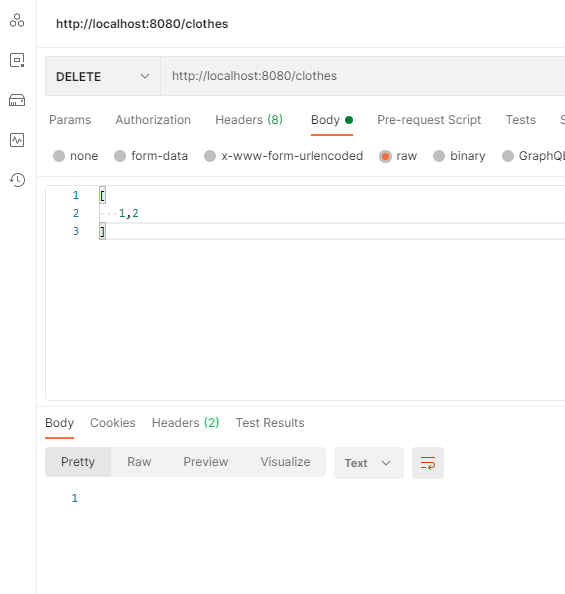 http://localhost:8080/clothes
DELETE http://localhost:8080/clothes
Params Authorization Headers (8) Body Pre-request Script Tests S
none form-data x-www-form-urlencoded raw binary GraphQL
1 [
2 1,2
3 ]
Body Cookies Headers (2) Test Results
Pretty Raw Preview Visualize Text
1